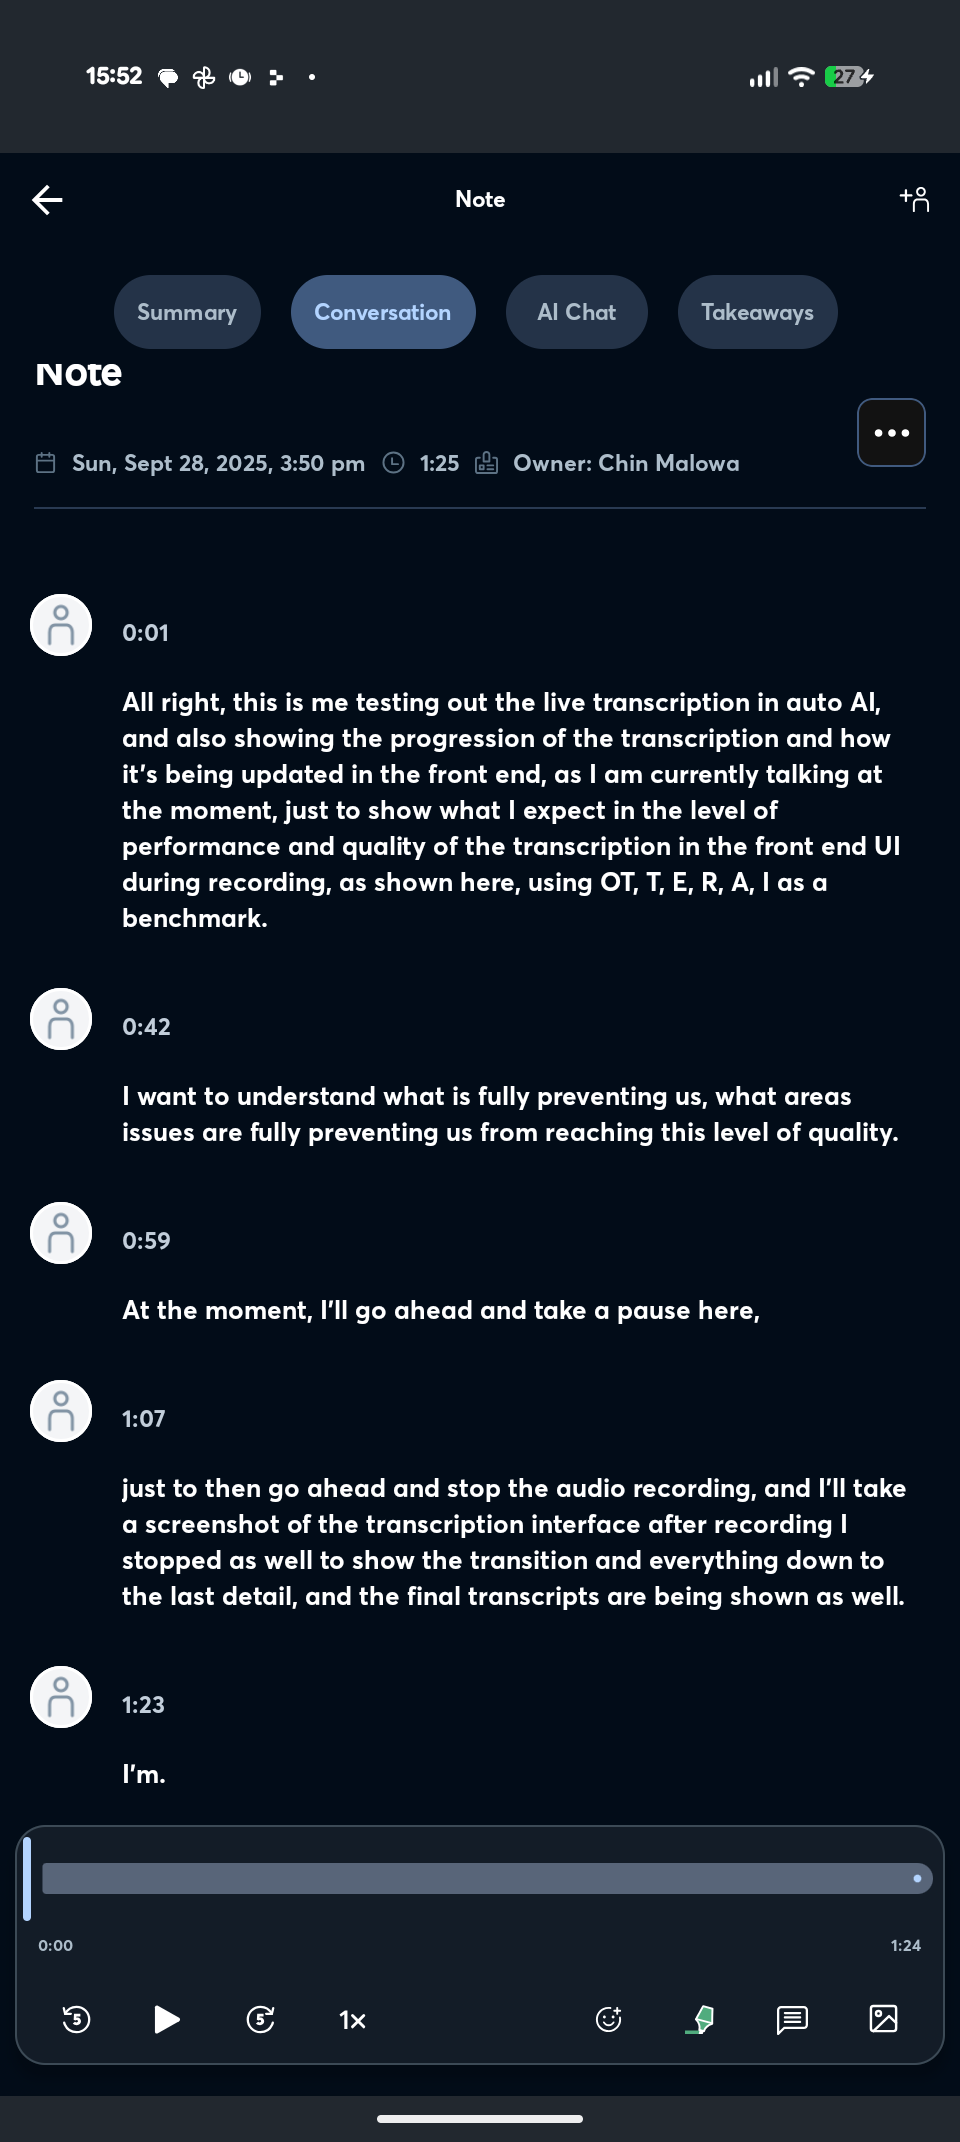 15:52
27
Note
Summary
Conversation
AI Chat
Takeaways
Note
Sun, Sept 28, 2025, 3:50 pm
1:25
Owner: Chin Malowa
0:01
All right, this is me testing out the live transcription in auto AI,
and also showing the progression of the transcription and how
it's being updated in the front end, as I am currently talking at
the moment, just to show what I expect in the level of
performance and quality of the transcription in the front end UI
during recording, as shown here, using OT, T, E, R, A, I as a
benchmark.
0:42
I want to understand what is fully preventing us, what areas
issues are fully preventing us from reaching this level of quality.
0:59
At the moment, I'll go ahead and take a pause here,
1:07
just to then go ahead and stop the audio recording, and I'll take
a screenshot of the transcription interface after recording I
stopped as well to show the transition and everything down to
the last detail, and the final transcripts are being shown as well.
1:23
I'm.
0:00
1:24
5
5
1×